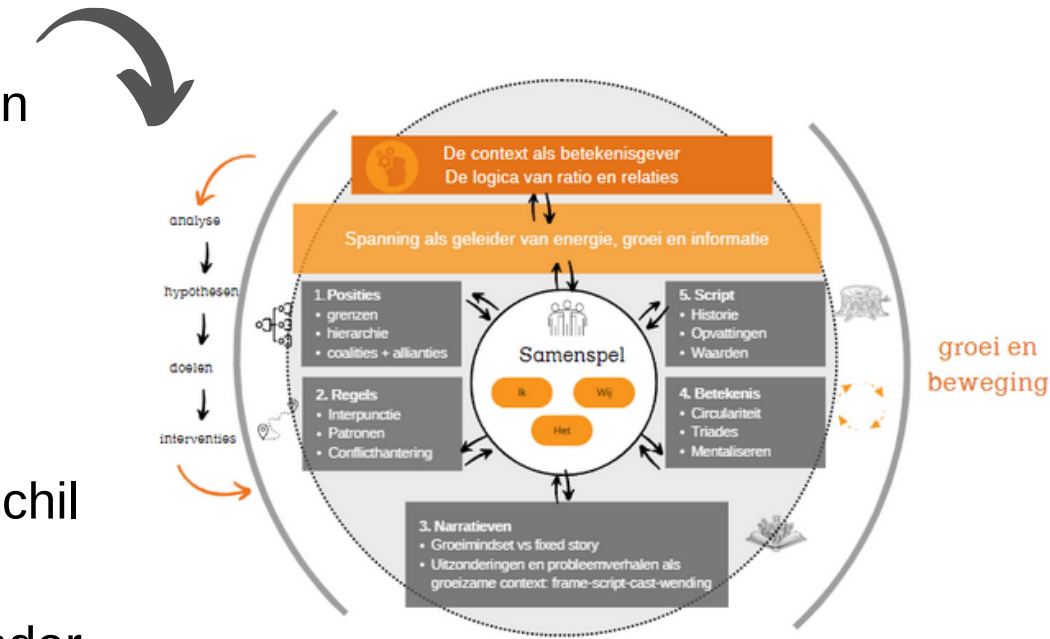 n
chil
nder
analyse
hypothesen
doelen
interventies
De context als betekenisgever
De logica van ratio en relaties
Spanning als geleider van energie, groei en informatie
1. Posities
• grenzen
• hierarchie
• coalities + allianties
2. Regels
• Interpunctie
• Patronen
• Conflicthantering
Samenspel
Ik
Wij
Het
5. Script
• Historie
• Opvattingen
• Waarden
4. Betekenis
• Circulariteit
• Triades
• Mentaliseren
3. Narratieven
• Groeimindset vs fixed story
• Uitzonderingen en probleemverhalen als
groeizame context: frame-script-cast-wending
groei en
beweging